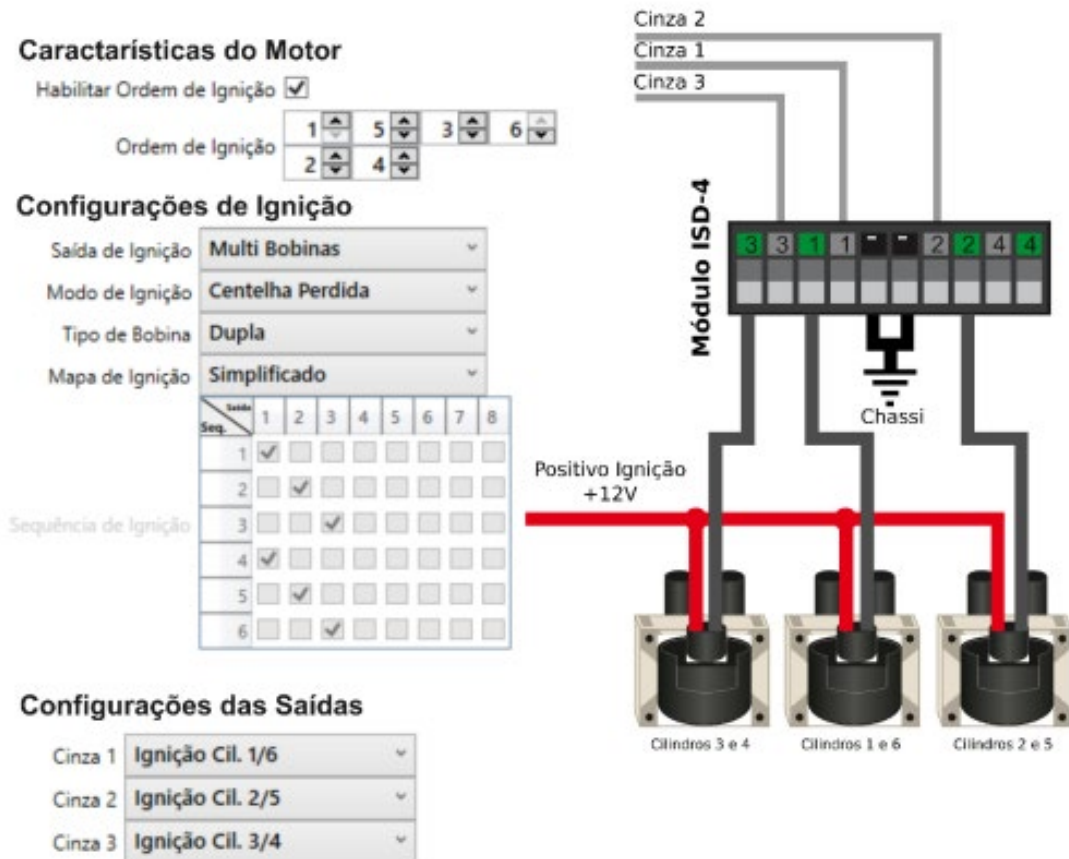 Caractarísticas do Motor
Habilitar Ordem de Ignição
Ordem de Ignição
1 5 3 6
2 4
Configurações de Ignição
Saída de Ignição Multi Bobinas
Modo de Ignição Centelha Perdida
Tipo de Bobina Dupla
Mapa de Ignição Simplificado
Saída
Seq.
1 2 3 4 5 6 7 8
1
2
Sequência de Ignição 3
4
5
6
Configurações das Saídas
Cinza 1 Ignição Cil. 1/6
Cinza 2 Ignição Cil. 2/5
Cinza 3 Ignição Cil. 3/4
Cinza 2
Cinza 1
Cinza 3
Módulo ISD-4
3 3 1 1 - - 2 2 4 4
Chassi
Positivo Ignição
+12V
Cilindros 3 e 4
Cilindros 1 e 6
Cilindros 2 e 5